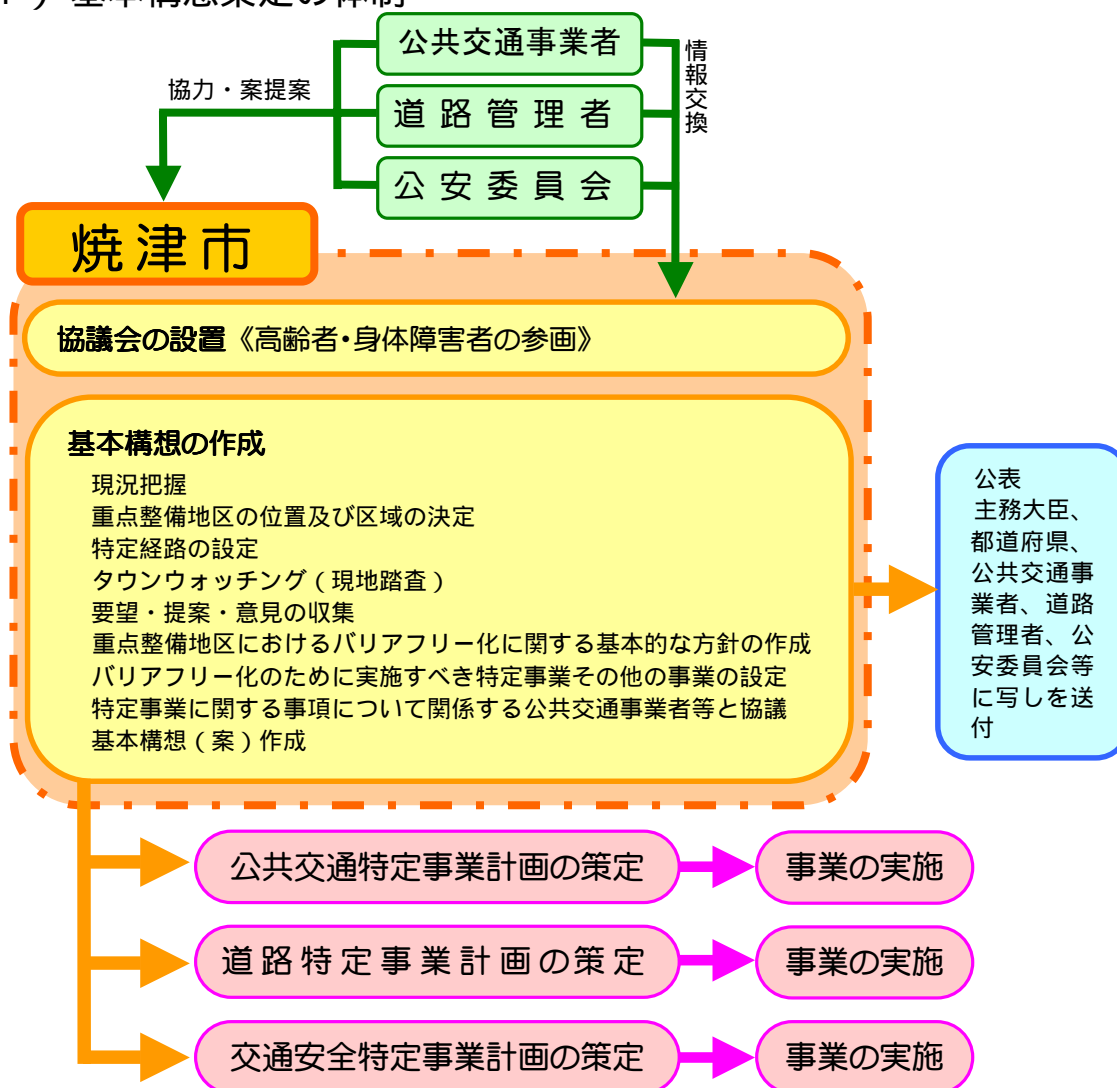 基本構想策定の体制
公共交通事業者
情報交換
協力・案提案
道路管理者
公安委員会
焼津市
協議会の設置《高齢者・身体障害者の参画》
基本構想の作成
現況把握
重点整備地区の位置及び区域の決定
特定経路の設定
タウンウォッチング（現地踏査）
要望・提案・意見の収集
重点整備地区におけるバリアフリー化に関する基本的な方針の作成
バリアフリー化のために実施すべき特定事業その他の事業の設定
特定事業に関する事項について関係する公共交通事業者等と協議
基本構想（案）作成
公表
主務大臣、
都道府県、
公共交通事
業者、道路
管理者、公
安委員会等
に写しを送
付
公共交通特定事業計画の策定
事業の実施
道路特定事業計画の策定
事業の実施
交通安全特定事業計画の策定
事業の実施